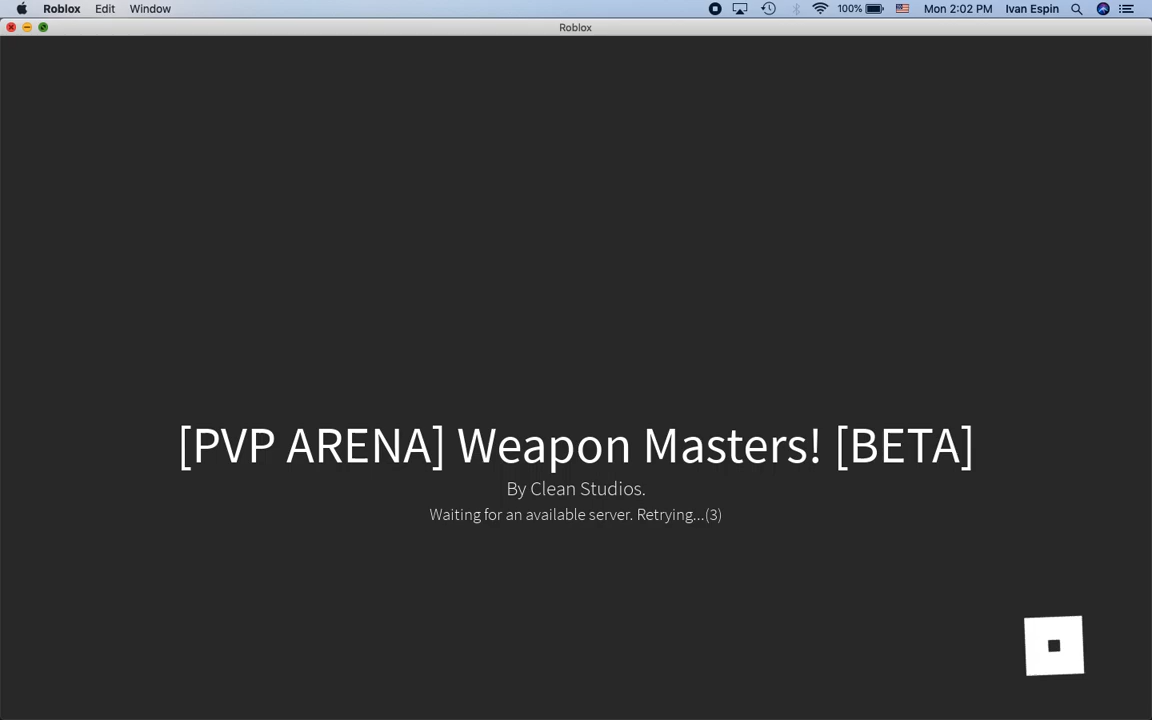 Roblox Edit Window 100% Mon 2:02 PM Ivan Espin
Roblox
[PVP ARENA] Weapon Masters! [BETA]
By Clean Studios.
Waiting for an available server. Retrying...(3)